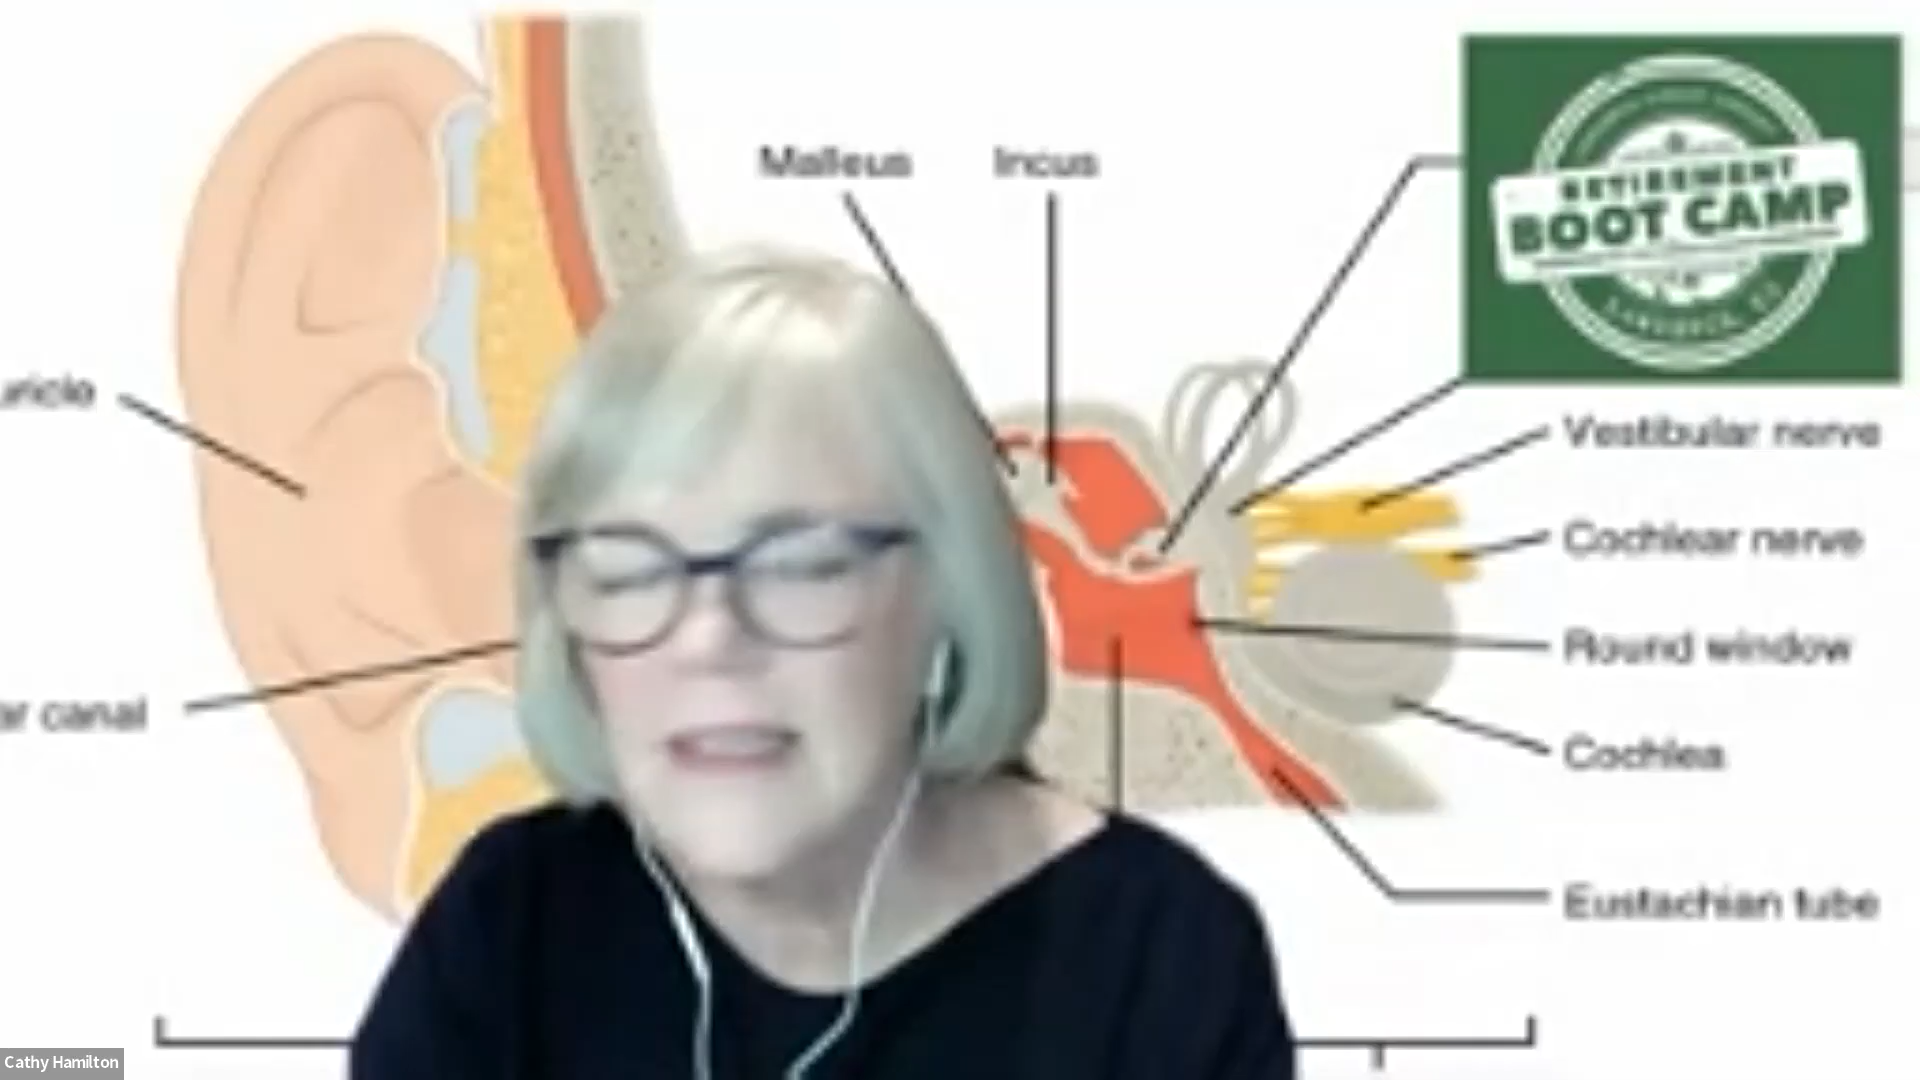 Malleus
Incus
RETIREMENT
BOOT CAMP
uricle
Vestibular nerve
Cochlear nerve
Round window
ar canal
Cochlea
Eustachian tube
Cathy Hamilton